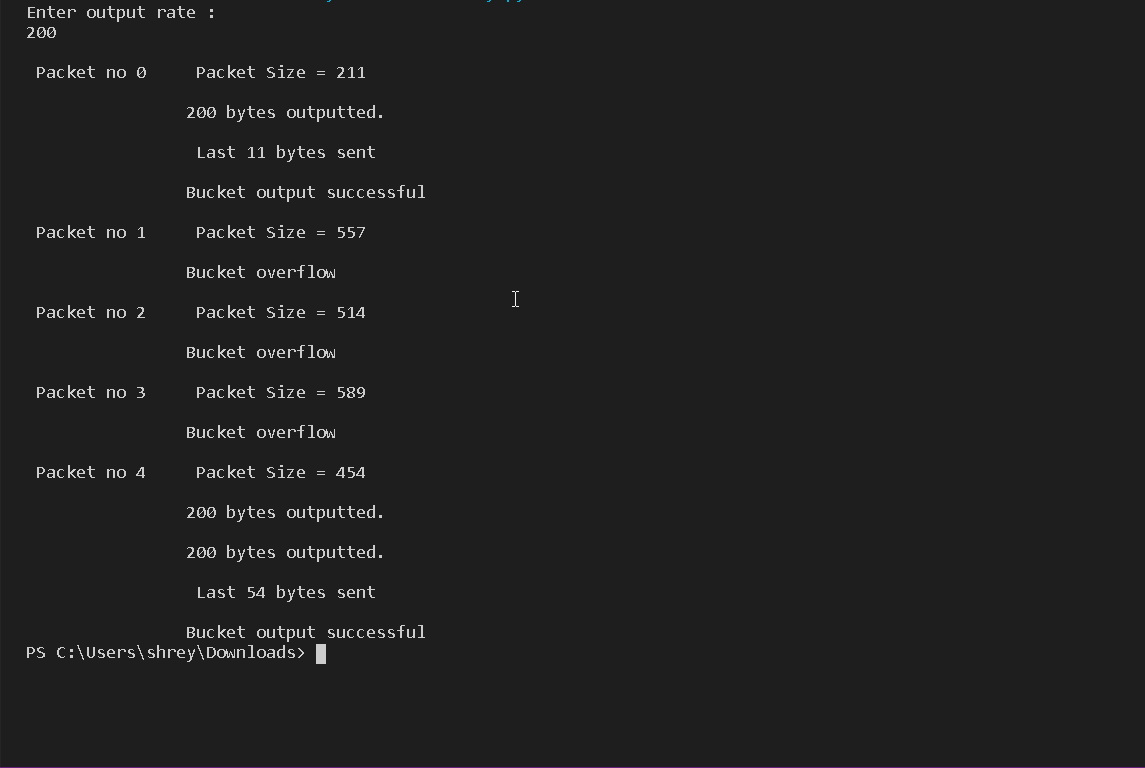 Enter output rate :
200
Packet no 0     Packet Size = 211
200 bytes outputted.
Last 11 bytes sent
Bucket output successful
Packet no 1     Packet Size = 557
Bucket overflow
Packet no 2     Packet Size = 514
Bucket overflow
Packet no 3     Packet Size = 589
Bucket overflow
Packet no 4     Packet Size = 454
200 bytes outputted.
200 bytes outputted.
Last 54 bytes sent
Bucket output successful
PS C:\Users\shrey\Downloads>